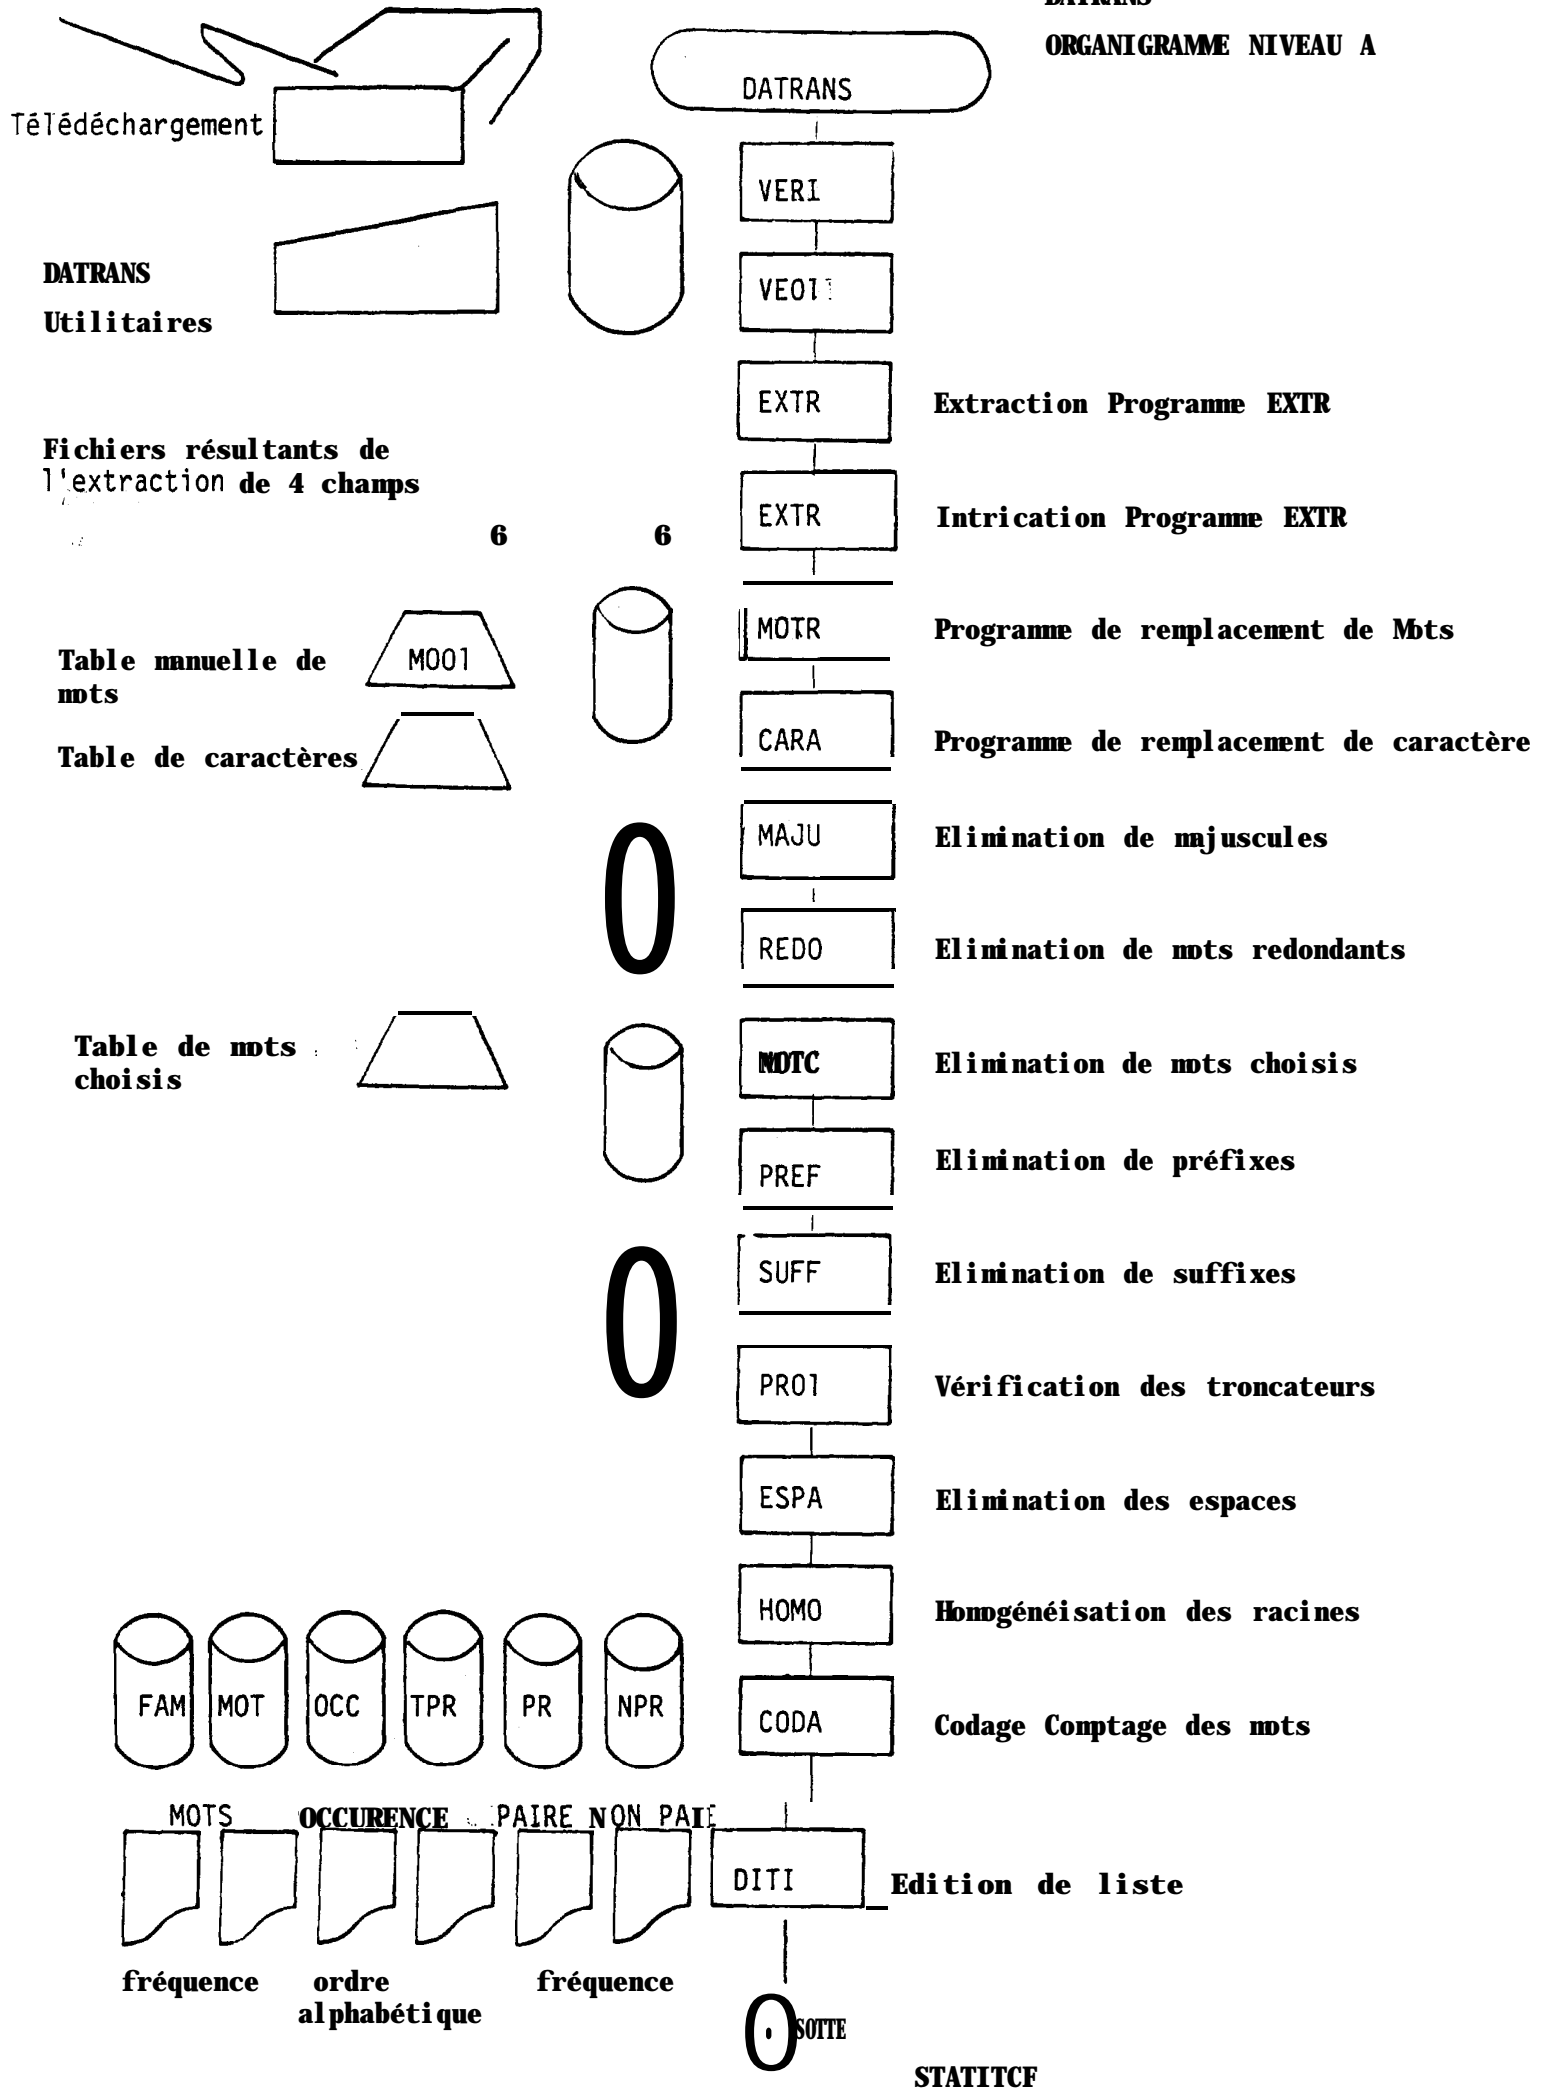 ORGANIGRAMME NIVEAU A
DATRANS
Télédéchargement
VERI
DATRANS
Utilitaires
VE01
EXTR
Extraction Programme EXTR
Fichiers résultants de
l'extraction de 4 champs
EXTR
Intrication Programme EXTR
6 6
MOTR
Programme de remplacement de Mots
Table manuelle de
mots
M001
CARA
Programme de remplacement de caractère
Table de caractères
MAJU
Elimination de majuscules
REDO
Elimination de mots redondants
Table de mots
choisis
MOTC
Elimination de mots choisis
PREF
Elimination de préfixes
SUFF
Elimination de suffixes
PR01
Vérification des troncateurs
ESPA
Elimination des espaces
HOMO
Homogénéisation des racines
FAM MOT OCC TPR PR NPR
CODA
Codage Comptage des mots
MOTS OCCURENCE PAIRE NON PAIE
DITI
Edition de liste
fréquence ordre fréquence
alphabétique
SOTTE
STATITCF